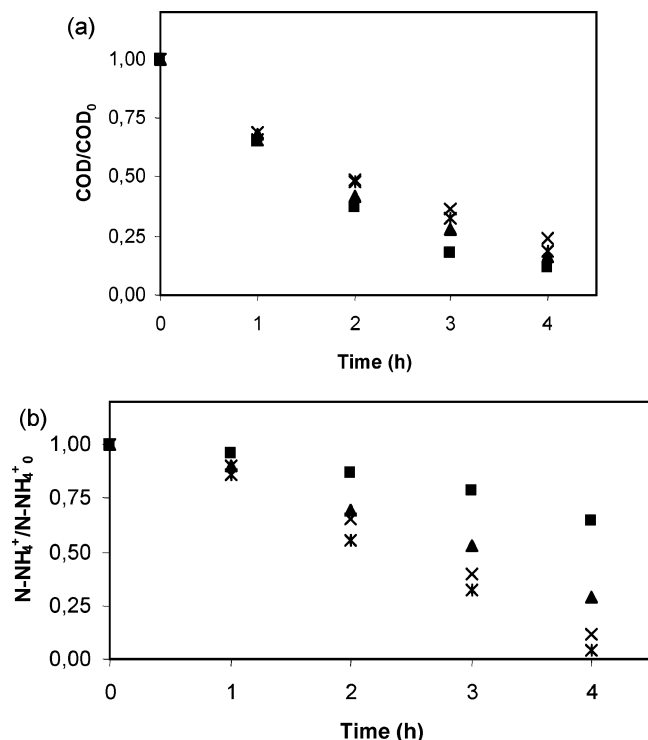 (a)
COD/COD₀
1,00
0,75
0,50
0,25
0,00
0 1 2 3 4
Time (h)
(b)
N-NH₄⁺/N-NH₄⁺₀
1,00
0,75
0,50
0,25
0,00
0 1 2 3 4
Time (h)